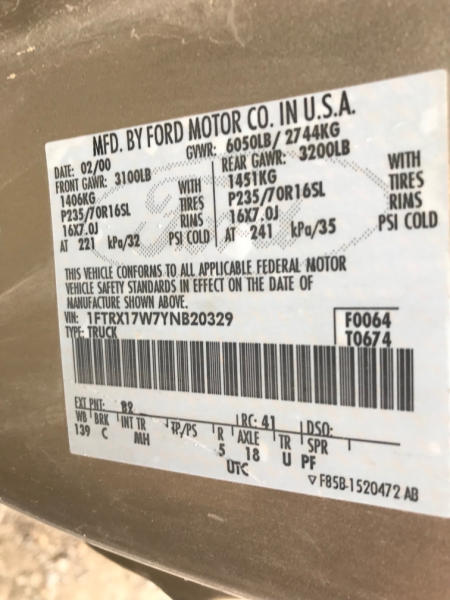 MFD. BY FORD MOTOR CO. IN U.S.A.
DATE: 02/00 GVWR: 6050LB/ 2744KG
FRONT GAWR: 3100LB REAR GAWR: 3200LB
1406KG WITH 1451KG WITH
P235/70R16SL TIRES P235/70R16SL TIRES
16X7.0J RIMS 16X7.0J RIMS
AT 221 kPa/32 PSI COLD AT 241 kPa/35 PSI COLD
THIS VEHICLE CONFORMS TO ALL APPLICABLE FEDERAL MOTOR
VEHICLE SAFETY STANDARDS IN EFFECT ON THE DATE OF
MANUFACTURE SHOWN ABOVE.
VIN: 1FTRX17W7YNB20329 F0064
TYPE: TRUCK T0674
EXT PNT: B2 RC: 41 DSO:
WB BRK INT TR TP/PS R AXLE TR SPR
139 C MH 5 18 U PF
UTC
F85B-1520472 AB